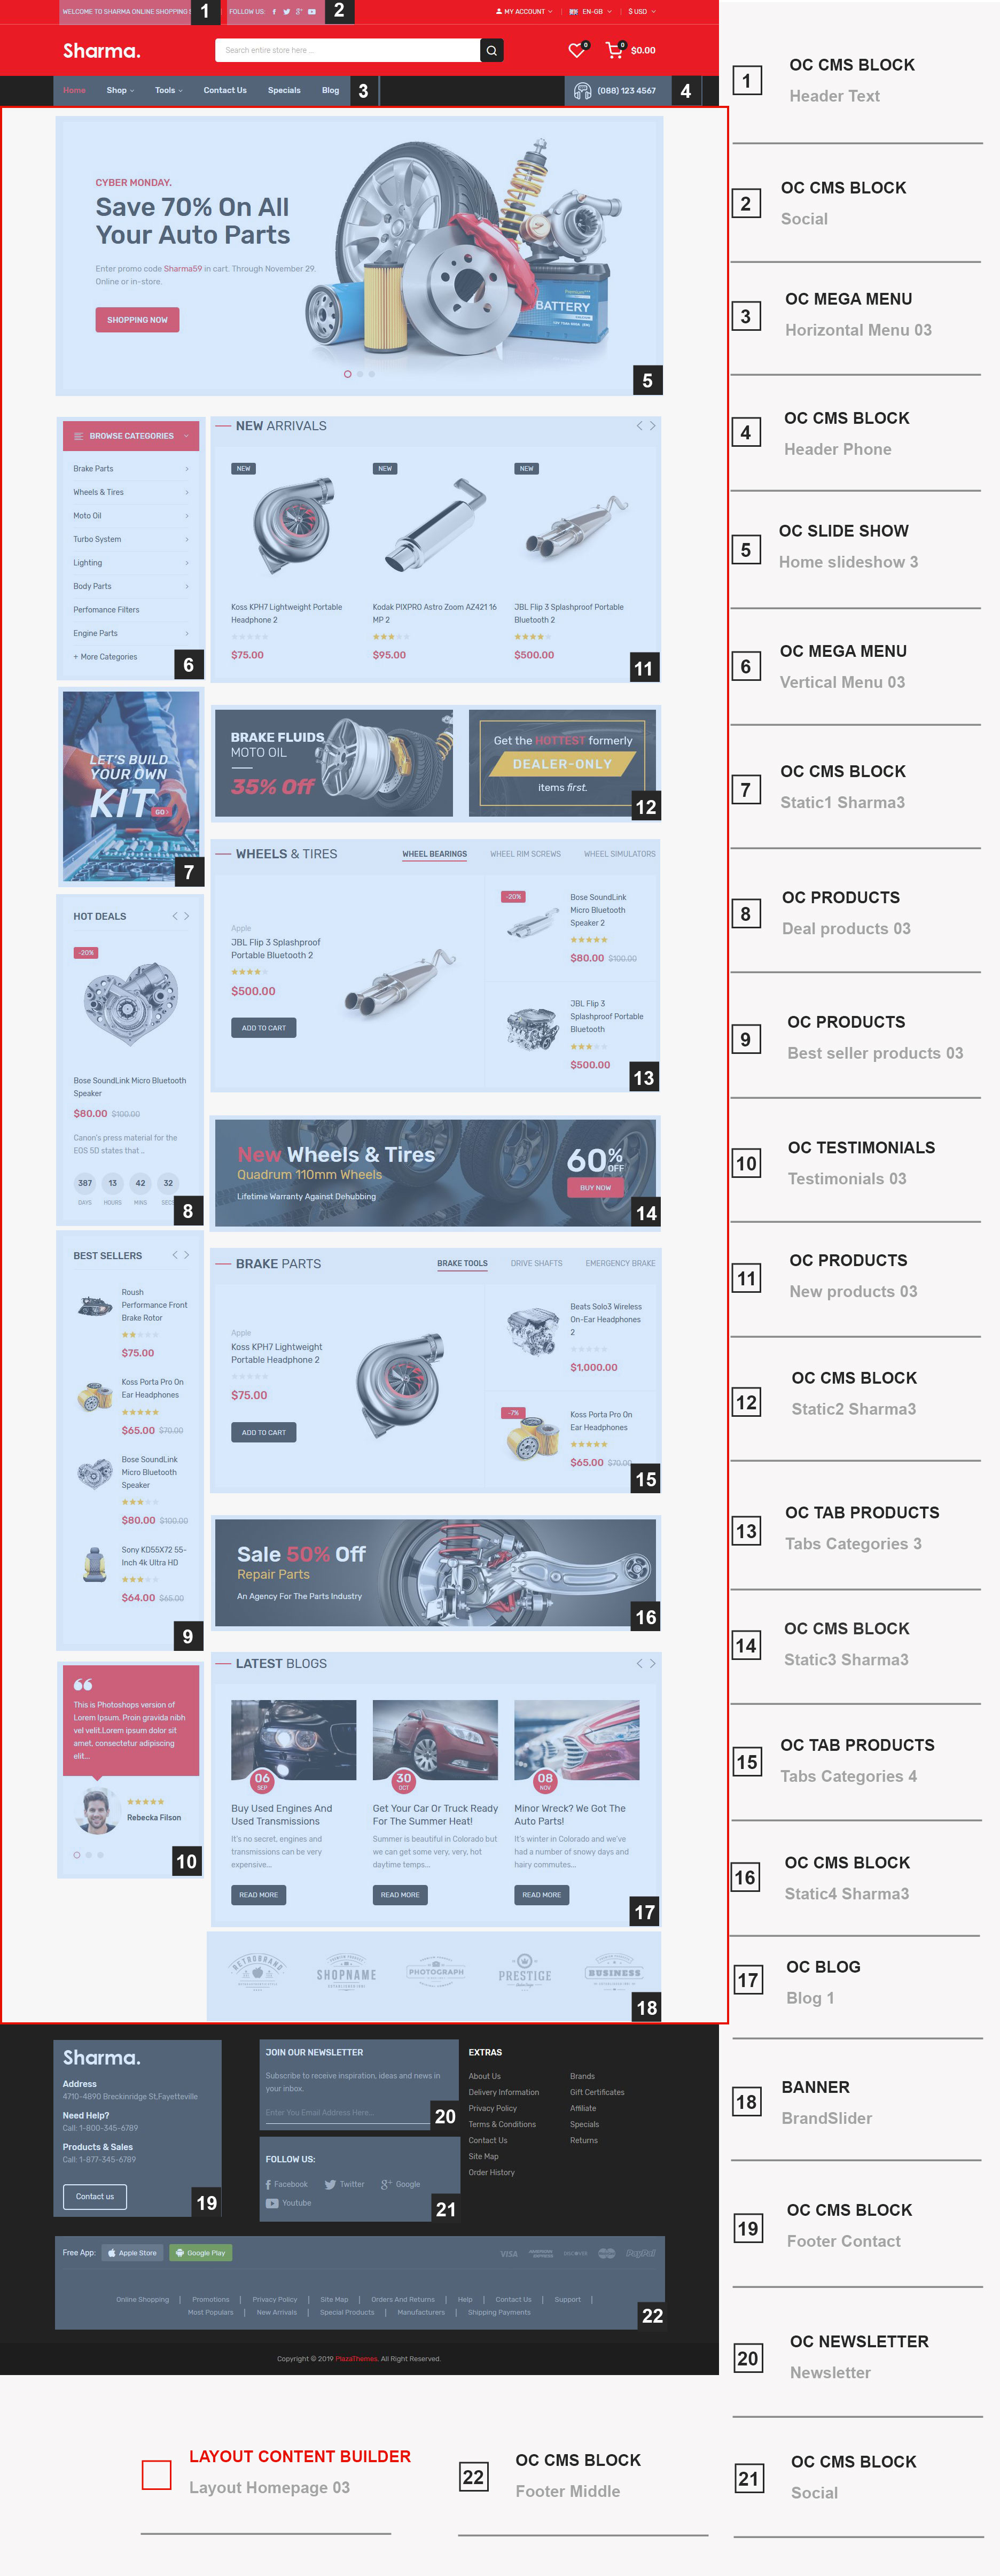 WELCOME TO SHARMA ONLINE SHOPPING
1
FOLLOW US:
2
MY ACCOUNT
EN-GB
$ USD
Sharma.
Search entire store here ...
0
0
$0.00
Home
Shop
Tools
Contact Us
Specials
Blog
3
(088) 123 4567
4
CYBER MONDAY.
Save 70% On All
Your Auto Parts
Enter promo code Sharma59 in cart. Through November 29.
Online or in-store.
SHOPPING NOW
BATTERY
5
BROWSE CATEGORIES
Brake Parts
Wheels & Tires
Moto Oil
Turbo System
Lighting
Body Parts
Perfomance Filters
Engine Parts
+ More Categories
6
NEW ARRIVALS
NEW
NEW
NEW
Koss KPH7 Lightweight Portable
Headphone 2
$75.00
Kodak PIXPRO Astro Zoom AZ421 16
MP 2
$95.00
JBL Flip 3 Splashproof Portable
Bluetooth 2
$500.00
11
LET'S BUILD
YOUR OWN
KIT
GO
7
BRAKE FLUIDS
MOTO OIL
35% Off
Get the HOTTEST formerly
DEALER-ONLY
items first.
12
HOT DEALS
-20%
Bose SoundLink Micro Bluetooth
Speaker
$80.00 $100.00
Canon's press material for the
EOS 5D states that ..
387
13
42
32
DAYS
HOURS
MINS
8
WHEELS & TIRES
WHEEL BEARINGS
WHEEL RIM SCREWS
WHEEL SIMULATORS
Apple
JBL Flip 3 Splashproof
Portable Bluetooth 2
$500.00
ADD TO CART
-20%
Bose SoundLink
Micro Bluetooth
Speaker 2
$80.00 $100.00
JBL Flip 3
Splashproof Portable
Bluetooth
$500.00
13
New Wheels & Tires
Quadrum 110mm Wheels
Lifetime Warranty Against Dehubbing
60% OFF
BUY NOW
14
BEST SELLERS
Roush
Performance Front
Brake Rotor
$75.00
Koss Porta Pro On
Ear Headphones
$65.00 $70.00
Bose SoundLink
Micro Bluetooth
Speaker
$80.00 $100.00
Sony KD55X72 55-
Inch 4k Ultra HD
$64.00 $65.00
9
BRAKE PARTS
BRAKE TOOLS
DRIVE SHAFTS
EMERGENCY BRAKE
Apple
Koss KPH7 Lightweight
Portable Headphone 2
$75.00
ADD TO CART
Beats Solo3 Wireless
On-Ear Headphones
2
$1,000.00
-7%
Koss Porta Pro On
Ear Headphones
$65.00 $70.00
15
Sale 50% Off
Repair Parts
An Agency For The Parts Industry
16
This is Photoshops version of
Lorem Ipsum. Proin gravida nibh
vel velit.Lorem ipsum dolor sit
amet, consectetur adipiscing
elit...
Rebecka Filson
10
LATEST BLOGS
06
SEP
Buy Used Engines And
Used Transmissions
It's no secret, engines and
transmissions can be very
expensive...
READ MORE
30
OCT
Get Your Car Or Truck Ready
For The Summer Heat!
Summer is beautiful in Colorado but
we can get some very, very, hot
daytime temps...
READ MORE
08
NOV
Minor Wreck? We Got The
Auto Parts!
It's winter in Colorado and we've
had a number of snowy days and
hairy commutes...
READ MORE
17
RETROBRAND
SHOPNAME
PHOTOGRAPH
PRESTIGE
BUSINESS
18
Sharma.
Address
4710-4890 Breckinridge St,Fayetteville
Need Help?
Call: 1-800-345-6789
Products & Sales
Call: 1-877-345-6789
Contact us
19
JOIN OUR NEWSLETTER
Subscribe to receive inspiration, ideas and news in
your inbox.
Enter You Email Address Here...
20
FOLLOW US:
Facebook
Twitter
Google
Youtube
21
EXTRAS
About Us
Delivery Information
Privacy Policy
Terms & Conditions
Contact Us
Site Map
Order History
Brands
Gift Certificates
Affiliate
Specials
Returns
Free App:
Apple Store
Google Play
VISA
DISCOVER
PayPal
Online Shopping | Promotions | Privacy Policy | Site Map | Orders And Returns | Help | Contact Us | Support |
Most Populars | New Arrivals | Special Products | Manufacturers | Shipping Payments
22
Copyright © 2019 PlazaThemes. All Right Reserved.
1
OC CMS BLOCK
Header Text
2
OC CMS BLOCK
Social
3
OC MEGA MENU
Horizontal Menu 03
4
OC CMS BLOCK
Header Phone
5
OC SLIDE SHOW
Home slideshow 3
6
OC MEGA MENU
Vertical Menu 03
7
OC CMS BLOCK
Static1 Sharma3
8
OC PRODUCTS
Deal products 03
9
OC PRODUCTS
Best seller products 03
10
OC TESTIMONIALS
Testimonials 03
11
OC PRODUCTS
New products 03
12
OC CMS BLOCK
Static2 Sharma3
13
OC TAB PRODUCTS
Tabs Categories 3
14
OC CMS BLOCK
Static3 Sharma3
15
OC TAB PRODUCTS
Tabs Categories 4
16
OC CMS BLOCK
Static4 Sharma3
17
OC BLOG
Blog 1
18
BANNER
BrandSlider
19
OC CMS BLOCK
Footer Contact
20
OC NEWSLETTER
Newsletter
21
OC CMS BLOCK
Social
22
OC CMS BLOCK
Footer Middle
LAYOUT CONTENT BUILDER
Layout Homepage 03